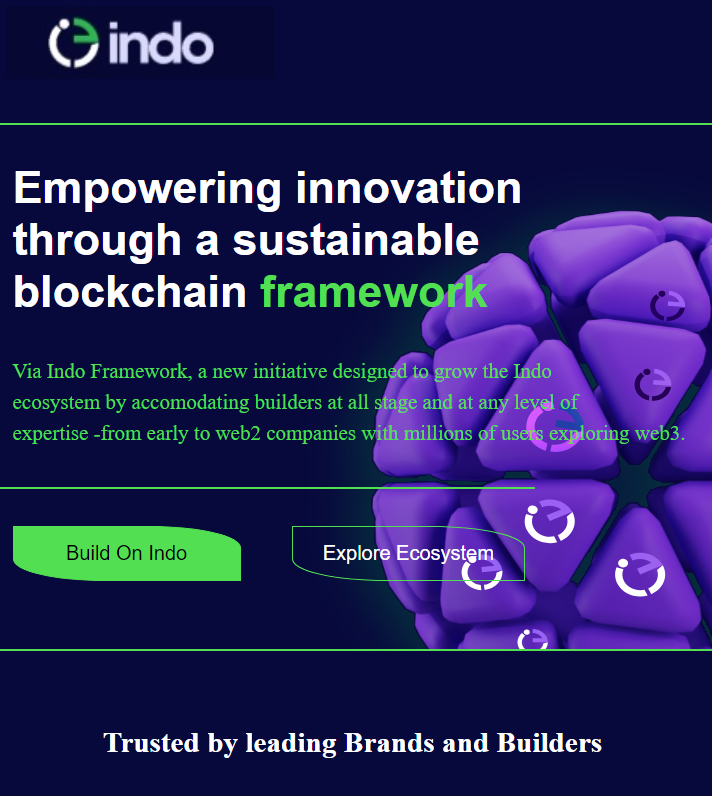 indo
Empowering innovation
through a sustainable
blockchain framework
Via Indo Framework, a new initiative designed to grow the Indo
ecosystem by accomodating builders at all stage and at any level of
expertise -from early to web2 companies with millions of users exploring web3.
Build On Indo
Explore Ecosystem
Trusted by leading Brands and Builders